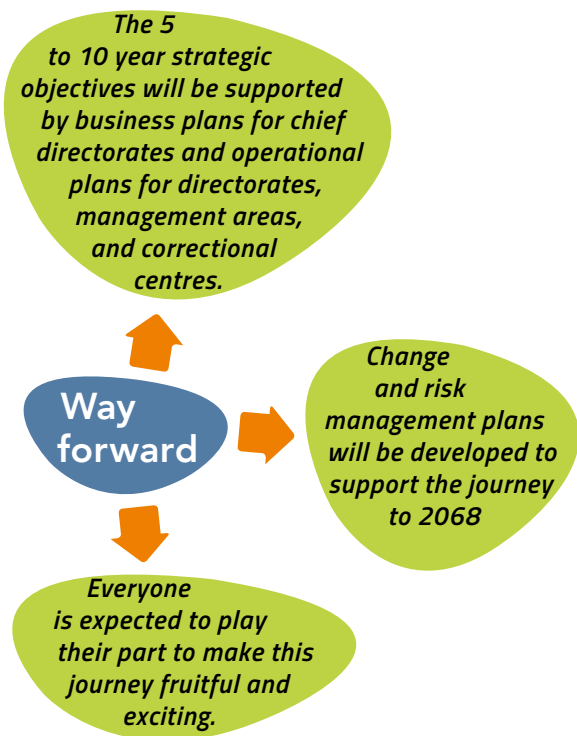 The 5
to 10 year strategic
objectives will be supported
by business plans for chief
directorates and operational
plans for directorates,
management areas,
and correctional
centres.
Way
forward
Change
and risk
management plans
will be developed to
support the journey
to 2068
Everyone
is expected to play
their part to make this
journey fruitful and
exciting.